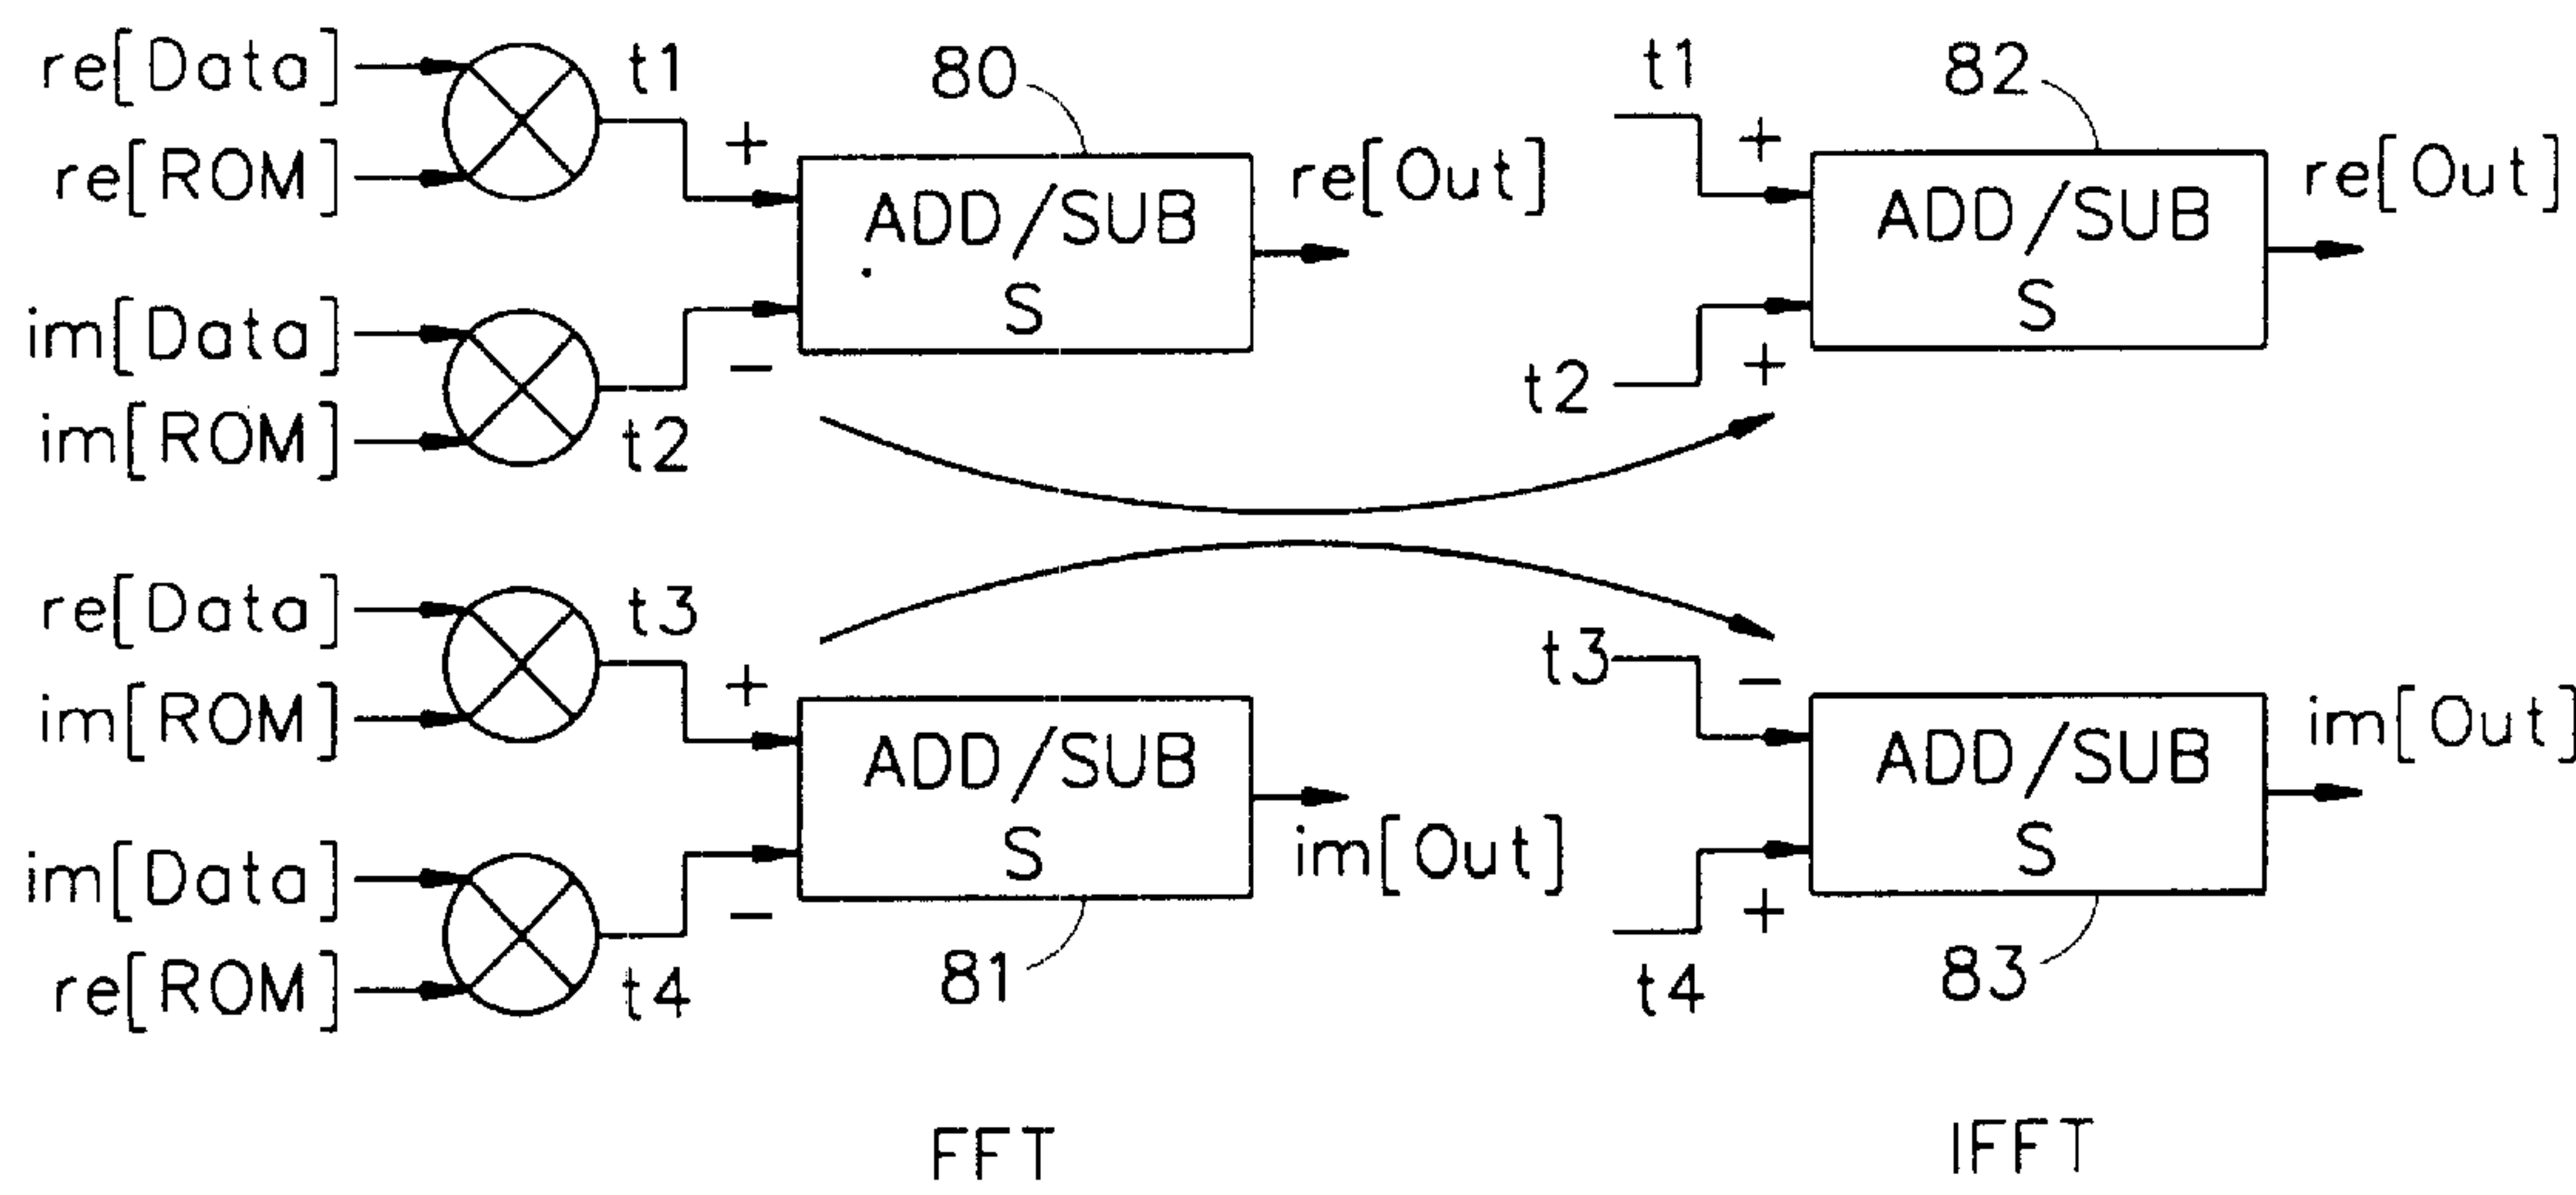 re[Data]
re[ROM]
t1
+
80
ADD/SUB
S
re[Out]
im[Data]
im[ROM]
t2
−
re[Data]
im[ROM]
t3
+
ADD/SUB
S
81
im[Out]
im[Data]
re[ROM]
t4
−
FFT
t1
+
82
ADD/SUB
S
re[Out]
t2
+
t3
−
ADD/SUB
S
83
im[Out]
t4
+
IFFT